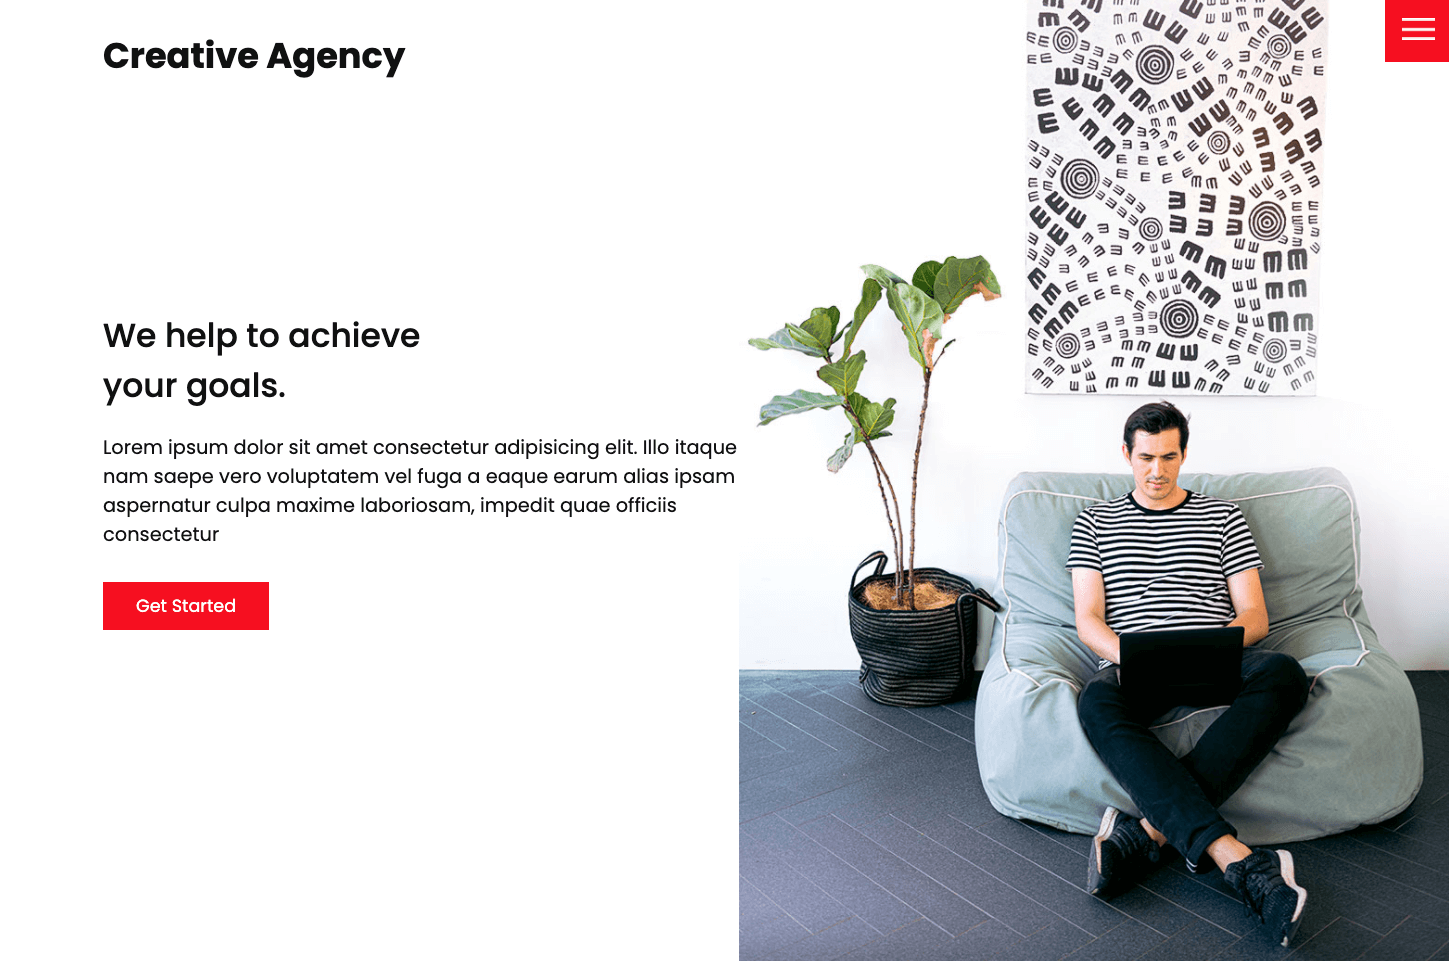 Creative Agency
We help to achieve
your goals.
Lorem ipsum dolor sit amet consectetur adipisicing elit. Illo itaque
nam saepe vero voluptatem vel fuga a eaque earum alias ipsam
aspernatur culpa maxime laboriosam, impedit quae officiis
consectetur
Get Started